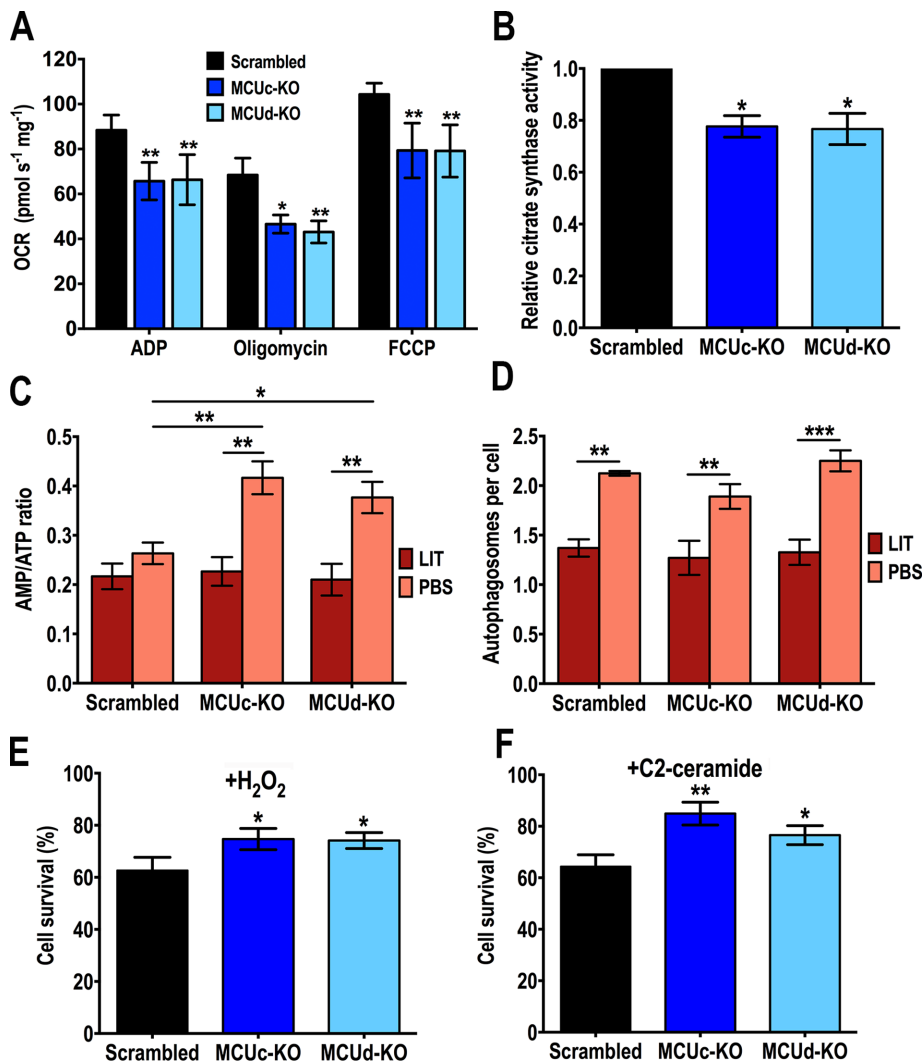 A
OCR (pmol s⁻¹ mg⁻¹)
120
100
80
60
40
20
0
Scrambled
MCUc-KO
MCUd-KO
** **
* **
** **
ADP Oligomycin FCCP
B
Relative citrate synthase activity
1.0
0.8
0.6
0.4
0.2
0.0
* *
Scrambled MCUc-KO MCUd-KO
C
AMP/ATP ratio
0.5
0.4
0.3
0.2
0.1
0.0
*
**
** **
LIT
PBS
Scrambled MCUc-KO MCUd-KO
D
Autophagosomes per cell
2.5
2.0
1.5
1.0
0.5
0.0
** ** ***
LIT
PBS
Scrambled MCUc-KO MCUd-KO
E
+H₂O₂
Cell survival (%)
100
80
60
40
20
0
* *
Scrambled MCUc-KO MCUd-KO
F
+C2-ceramide
Cell survival (%)
100
80
60
40
20
0
** *
Scrambled MCUc-KO MCUd-KO